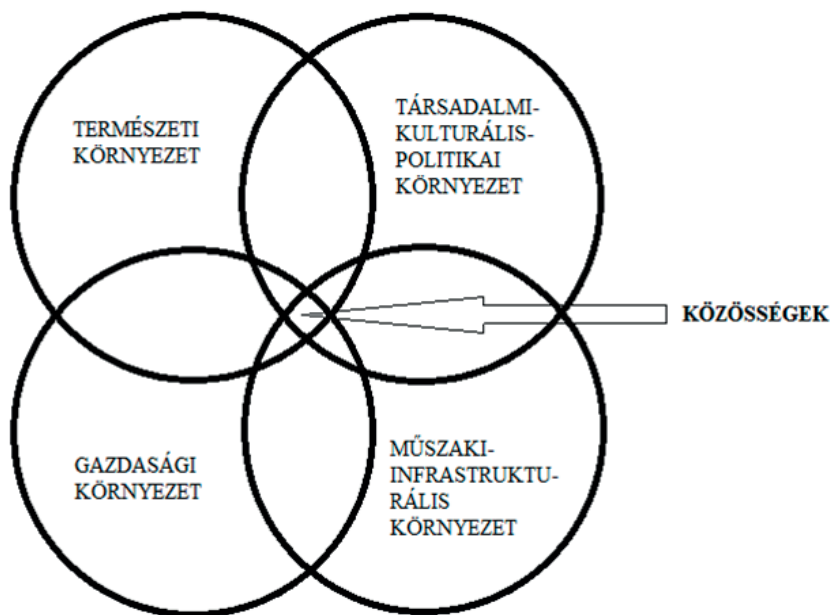 TERMÉSZETI
KÖRNYEZET
TÁRSADALMI-
KULTURÁLIS-
POLITIKAI
KÖRNYEZET
KÖZÖSSÉGEK
GAZDASÁGI
KÖRNYEZET
MŰSZAKI-
INFRASTRUKTU-
RÁLIS
KÖRNYEZET